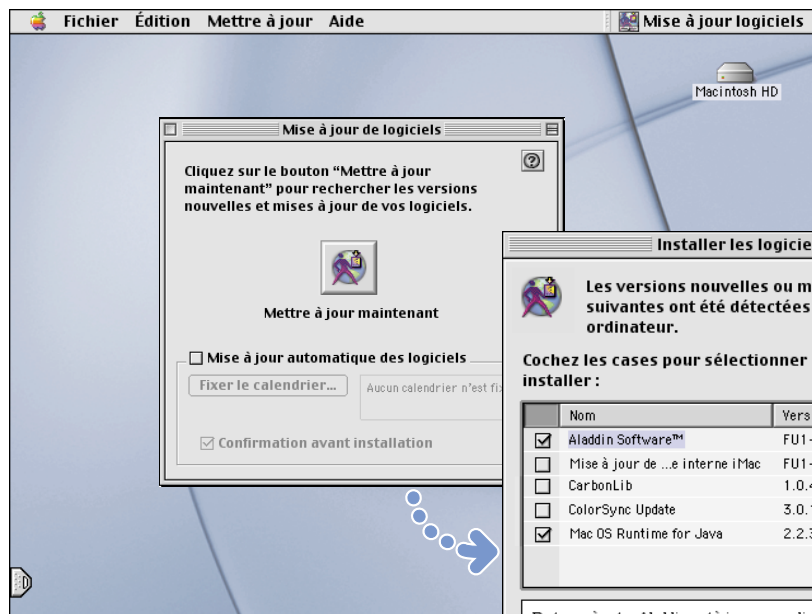 Fichier Édition Mettre à jour Aide
Mise à jour logiciels
Macintosh HD
Mise à jour de logiciels
Cliquez sur le bouton “Mettre à jour
maintenant” pour rechercher les versions
nouvelles et mises à jour de vos logiciels.
Mettre à jour maintenant
Mise à jour automatique des logiciels
Fixer le calendrier...
Aucun calendrier n'est
Confirmation avant installation
Installer les
Les versions nouvelles ou
suivantes ont été détectées
ordinateur.
Cochez les cases pour sélectionner
installer :
Nom
Aladdin Software™ FU1-
Mise à jour de ...e interne iMac FU1-
CarbonLib 1.0.4
ColorSync Update 3.0.
Mac OS Runtime for Java 2.2.